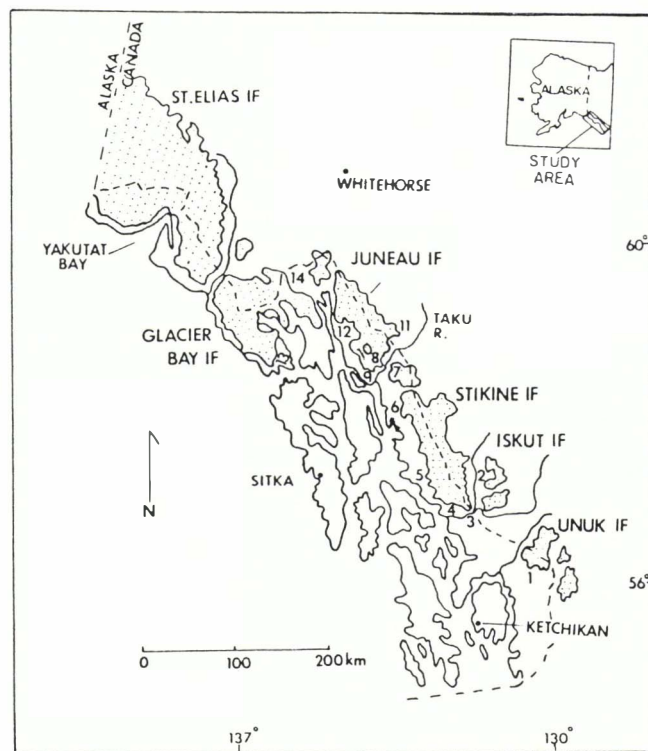 ALASKA
CANADA
ST.ELIAS IF
ALASKA
STUDY
AREA
WHITEHORSE
YAKUTAT
BAY
60°
JUNEAU IF
14
TAKU
R.
12
11
10
8
9
7
GLACIER
BAY IF
STIKINE IF
6
ISKUT IF
5
2
SITKA
4
3
N
UNUK IF
1
56°
KETCHIKAN
0
100
200 km
137°
130°